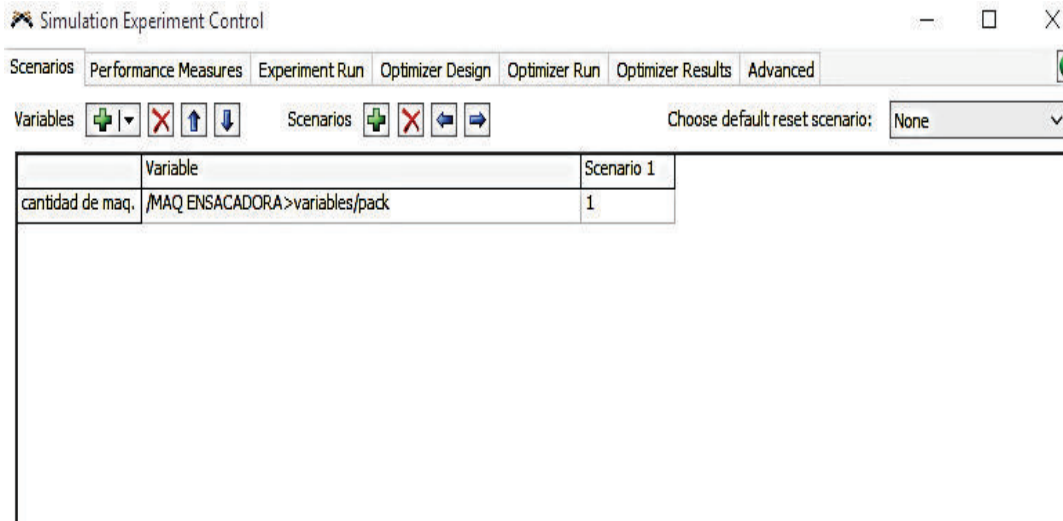 Simulation Experiment Control
Scenarios Performance Measures Experiment Run Optimizer Design Optimizer Run Optimizer Results Advanced
Variables Scenarios Choose default reset scenario: None
Variable Scenario 1
cantidad de maq. /MAQ ENSACADORA>variables/pack 1